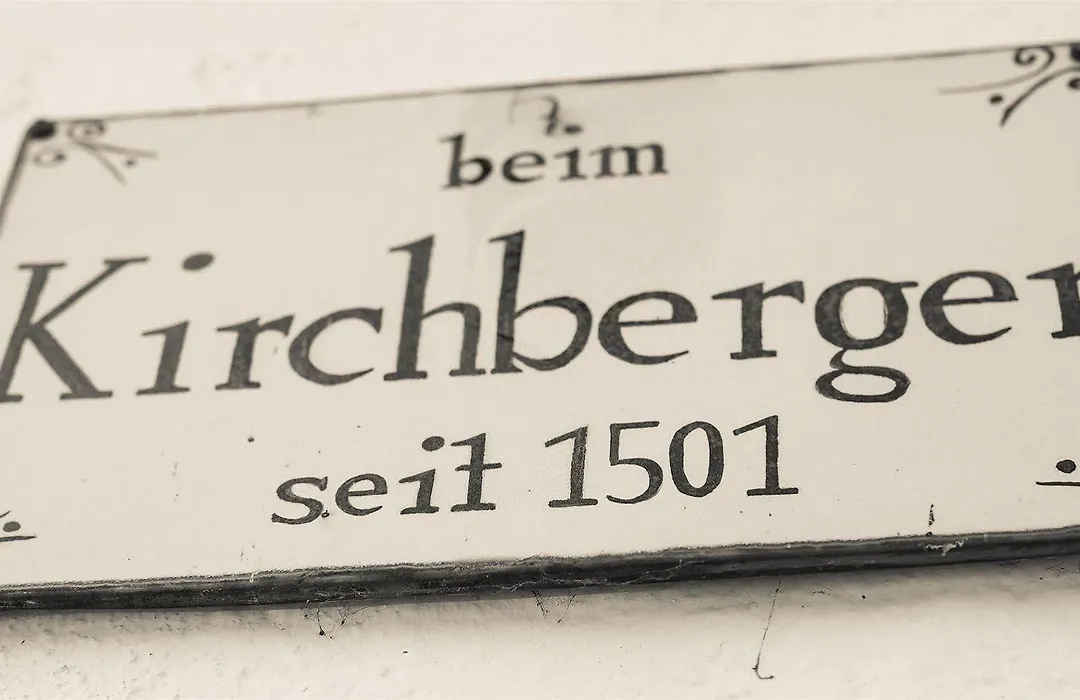 beim
Kirchberger
seit 1501